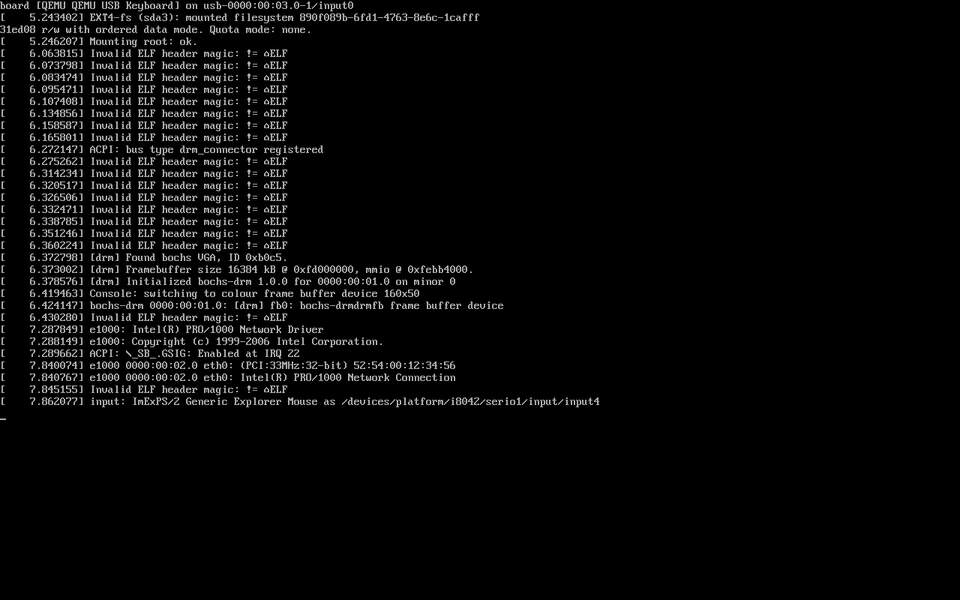 board [QEMU QEMU USB Keyboard] on usb-0000:00:03.0-1/input0
[    5.243402] EXT4-fs (sda3): mounted filesystem 890f089b-6fd1-4763-8e6c-1cafff
31ed08 r/w with ordered data mode. Quota mode: none.
[    5.246207] Mounting root: ok.
[    6.063815] Invalid ELF header magic: != ⌂ELF
[    6.073798] Invalid ELF header magic: != ⌂ELF
[    6.083474] Invalid ELF header magic: != ⌂ELF
[    6.095471] Invalid ELF header magic: != ⌂ELF
[    6.107408] Invalid ELF header magic: != ⌂ELF
[    6.134856] Invalid ELF header magic: != ⌂ELF
[    6.158587] Invalid ELF header magic: != ⌂ELF
[    6.165801] Invalid ELF header magic: != ⌂ELF
[    6.272147] ACPI: bus type drm_connector registered
[    6.275262] Invalid ELF header magic: != ⌂ELF
[    6.314234] Invalid ELF header magic: != ⌂ELF
[    6.320517] Invalid ELF header magic: != ⌂ELF
[    6.326506] Invalid ELF header magic: != ⌂ELF
[    6.332471] Invalid ELF header magic: != ⌂ELF
[    6.338785] Invalid ELF header magic: != ⌂ELF
[    6.351246] Invalid ELF header magic: != ⌂ELF
[    6.360224] Invalid ELF header magic: != ⌂ELF
[    6.372798] [drm] Found bochs VGA, ID 0xb0c5.
[    6.373002] [drm] Framebuffer size 16384 kB @ 0xfd000000, mmio @ 0xfebb4000.
[    6.378576] [drm] Initialized bochs-drm 1.0.0 for 0000:00:01.0 on minor 0
[    6.419463] Console: switching to colour frame buffer device 160x50
[    6.424147] bochs-drm 0000:00:01.0: [drm] fb0: bochs-drmdrmfb frame buffer device
[    6.430280] Invalid ELF header magic: != ⌂ELF
[    7.287849] e1000: Intel(R) PRO/1000 Network Driver
[    7.288149] e1000: Copyright (c) 1999-2006 Intel Corporation.
[    7.289662] ACPI: \_SB_.GSIG: Enabled at IRQ 22
[    7.840074] e1000 0000:00:02.0 eth0: (PCI:33MHz:32-bit) 52:54:00:12:34:56
[    7.840767] e1000 0000:00:02.0 eth0: Intel(R) PRO/1000 Network Connection
[    7.845155] Invalid ELF header magic: != ⌂ELF
[    7.862077] input: ImExPS/2 Generic Explorer Mouse as /devices/platform/i8042/serio1/input/input4